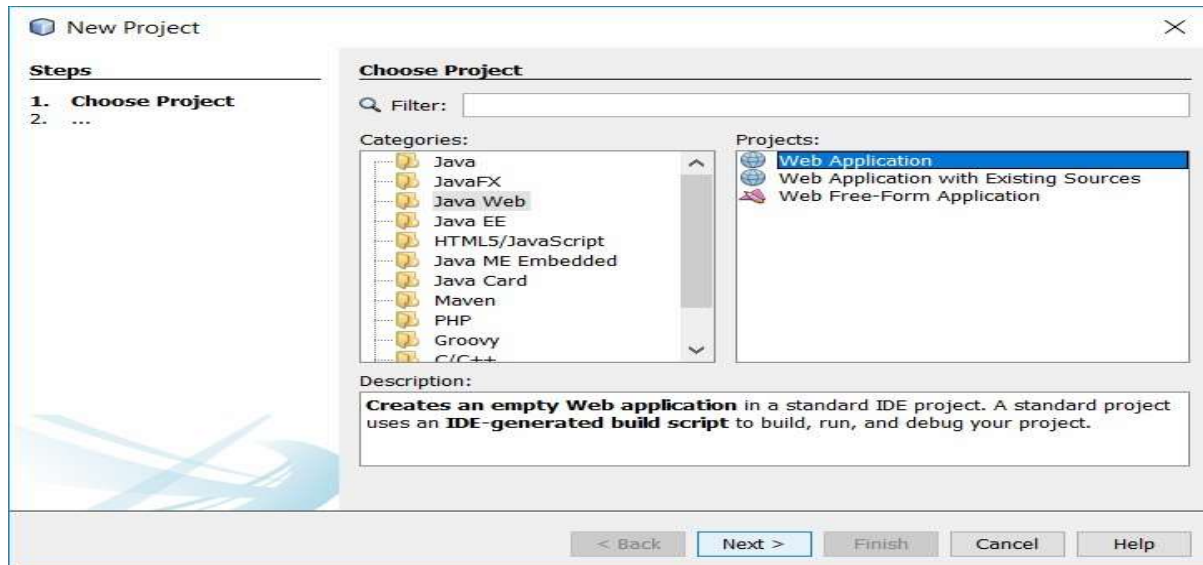 New Project
Steps
1. Choose Project
2. ...
Choose Project
Filter:
Categories:
Java
JavaFX
Java Web
Java EE
HTML5/JavaScript
Java ME Embedded
Java Card
Maven
PHP
Groovy
C/C++
Projects:
Web Application
Web Application with Existing Sources
Web Free-Form Application
Description:
Creates an empty Web application in a standard IDE project. A standard project
uses an IDE-generated build script to build, run, and debug your project.
< Back Next > Finish Cancel Help